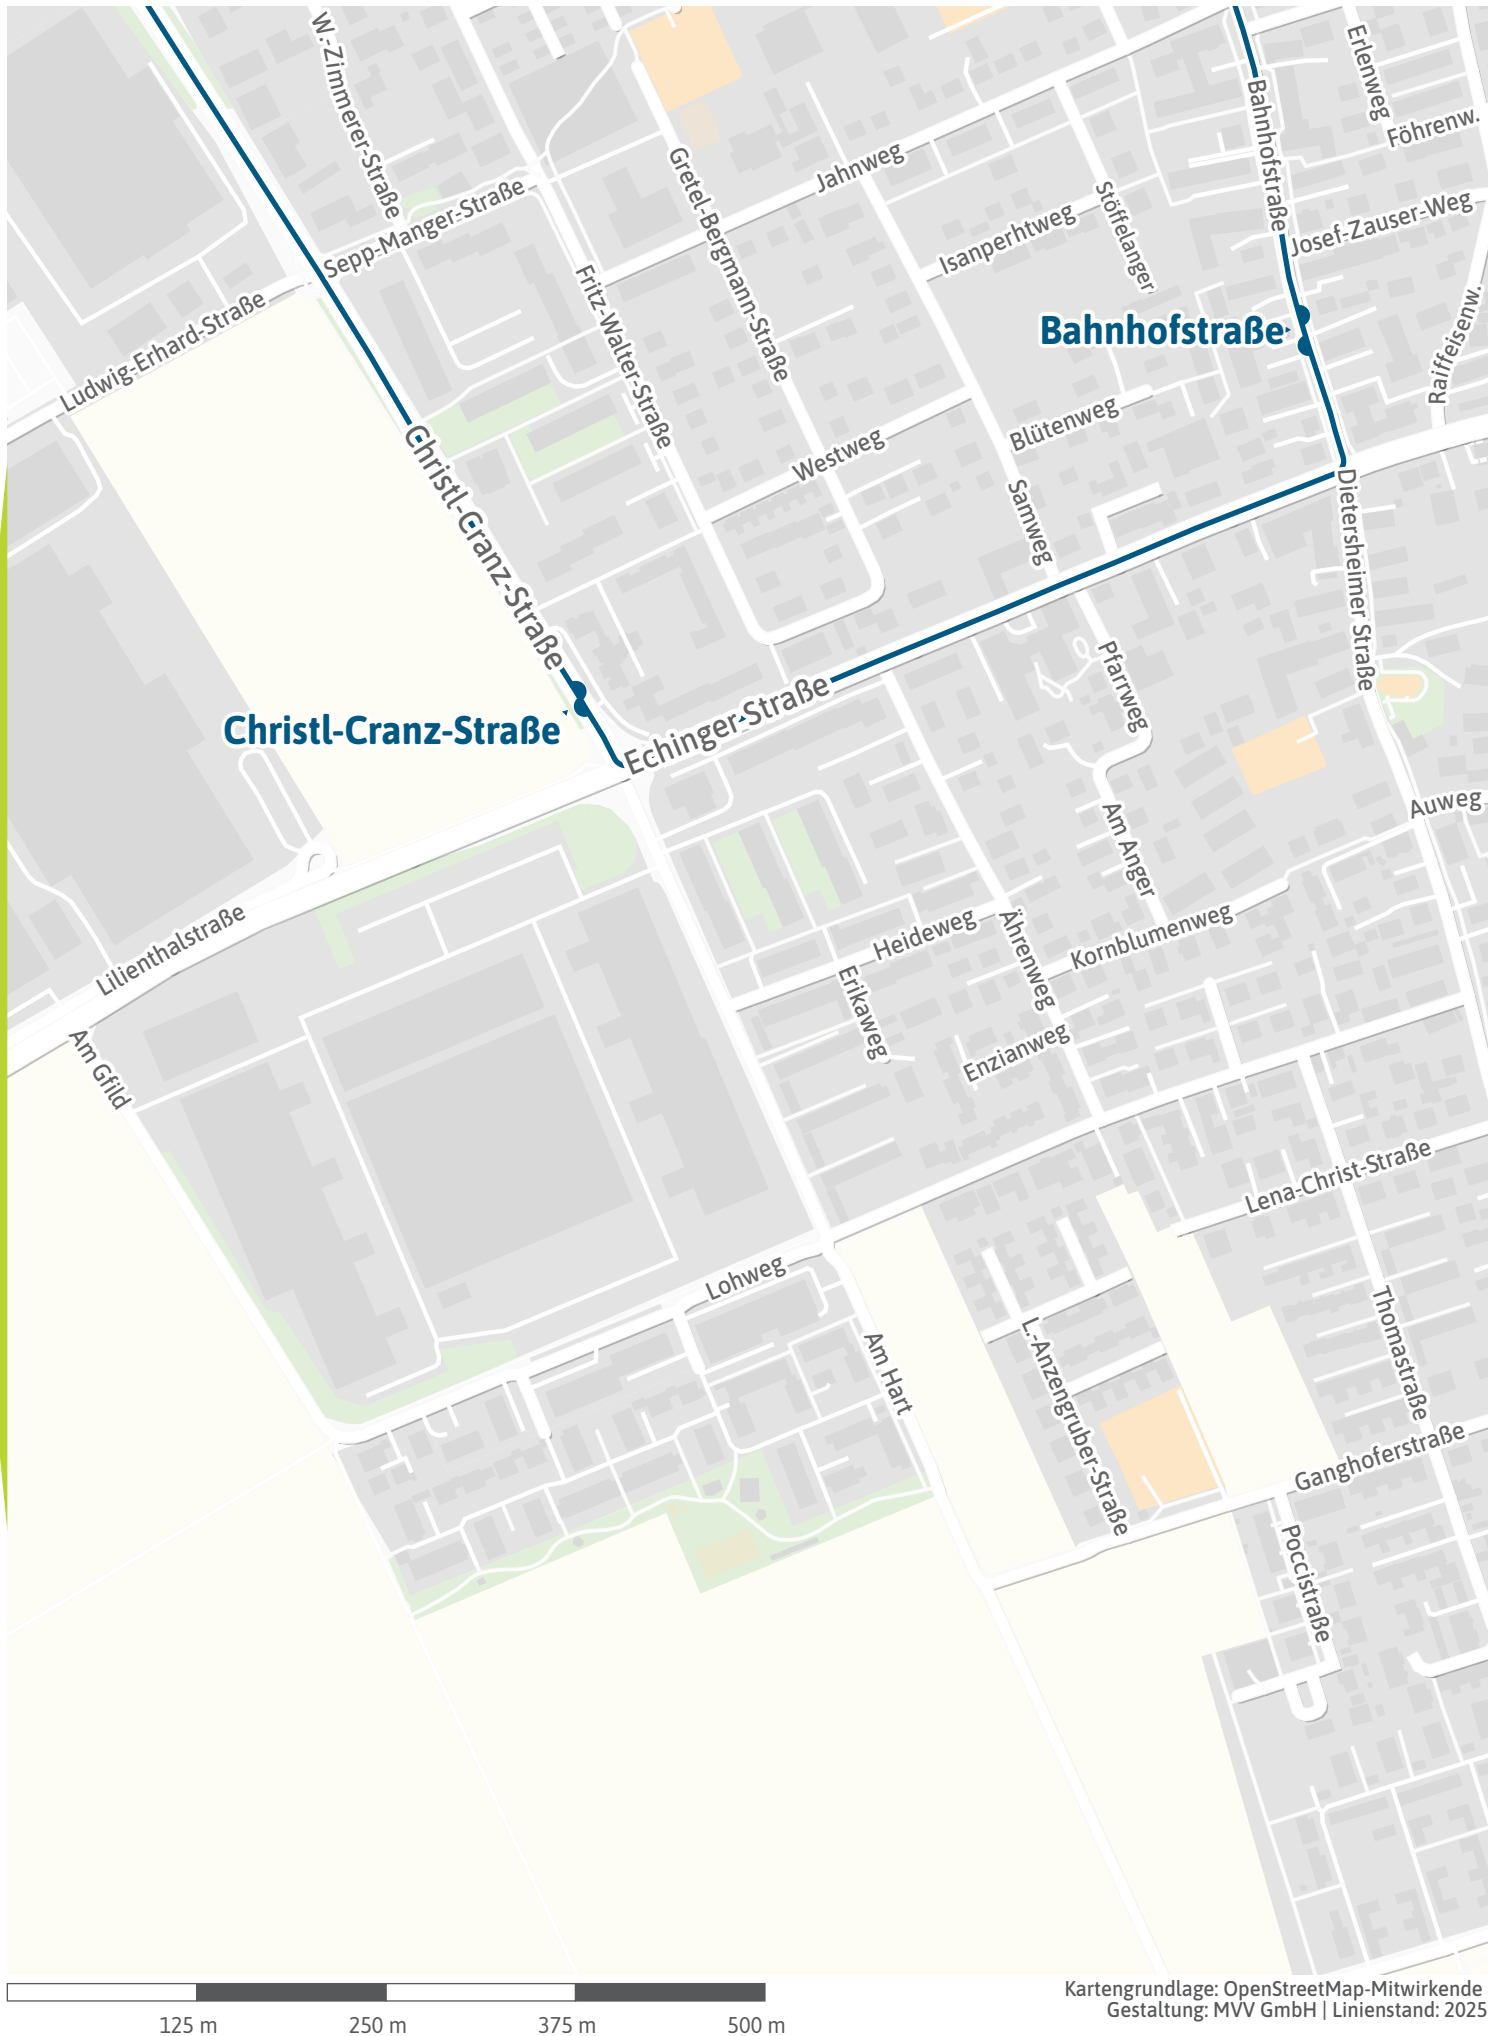 W.-Zimmerer-Straße
Erlenweg
Föhrenw.
Bahnhofstraße
Jahnweg
Gretel-Bergmann-Straße
Stöffelanger
Sepp-Manger-Straße
Josef-Zauser-Weg
Isanperhtweg
Fritz-Walter-Straße
Ludwig-Erhard-Straße
Bahnhofstraße
Raiffeisenw.
Blütenweg
Westweg
Christl-Cranz-Straße
Samweg
Dietersheimer Straße
Pfarrweg
Echinger Straße
Christl-Cranz-Straße
Auweg
Am Anger
Lilienthalstraße
Heideweg
Ährenweg
Kornblumenweg
Erikaweg
Enzianweg
Am Gfild
Lena-Christ-Straße
Lohweg
Thomastraße
L.-Anzengruber-Straße
Am Hart
Ganghoferstraße
Poccistraße
Kartengrundlage: OpenStreetMap-Mitwirkende
Gestaltung: MVV GmbH | Linienstand: 2025
125 m
250 m
375 m
500 m